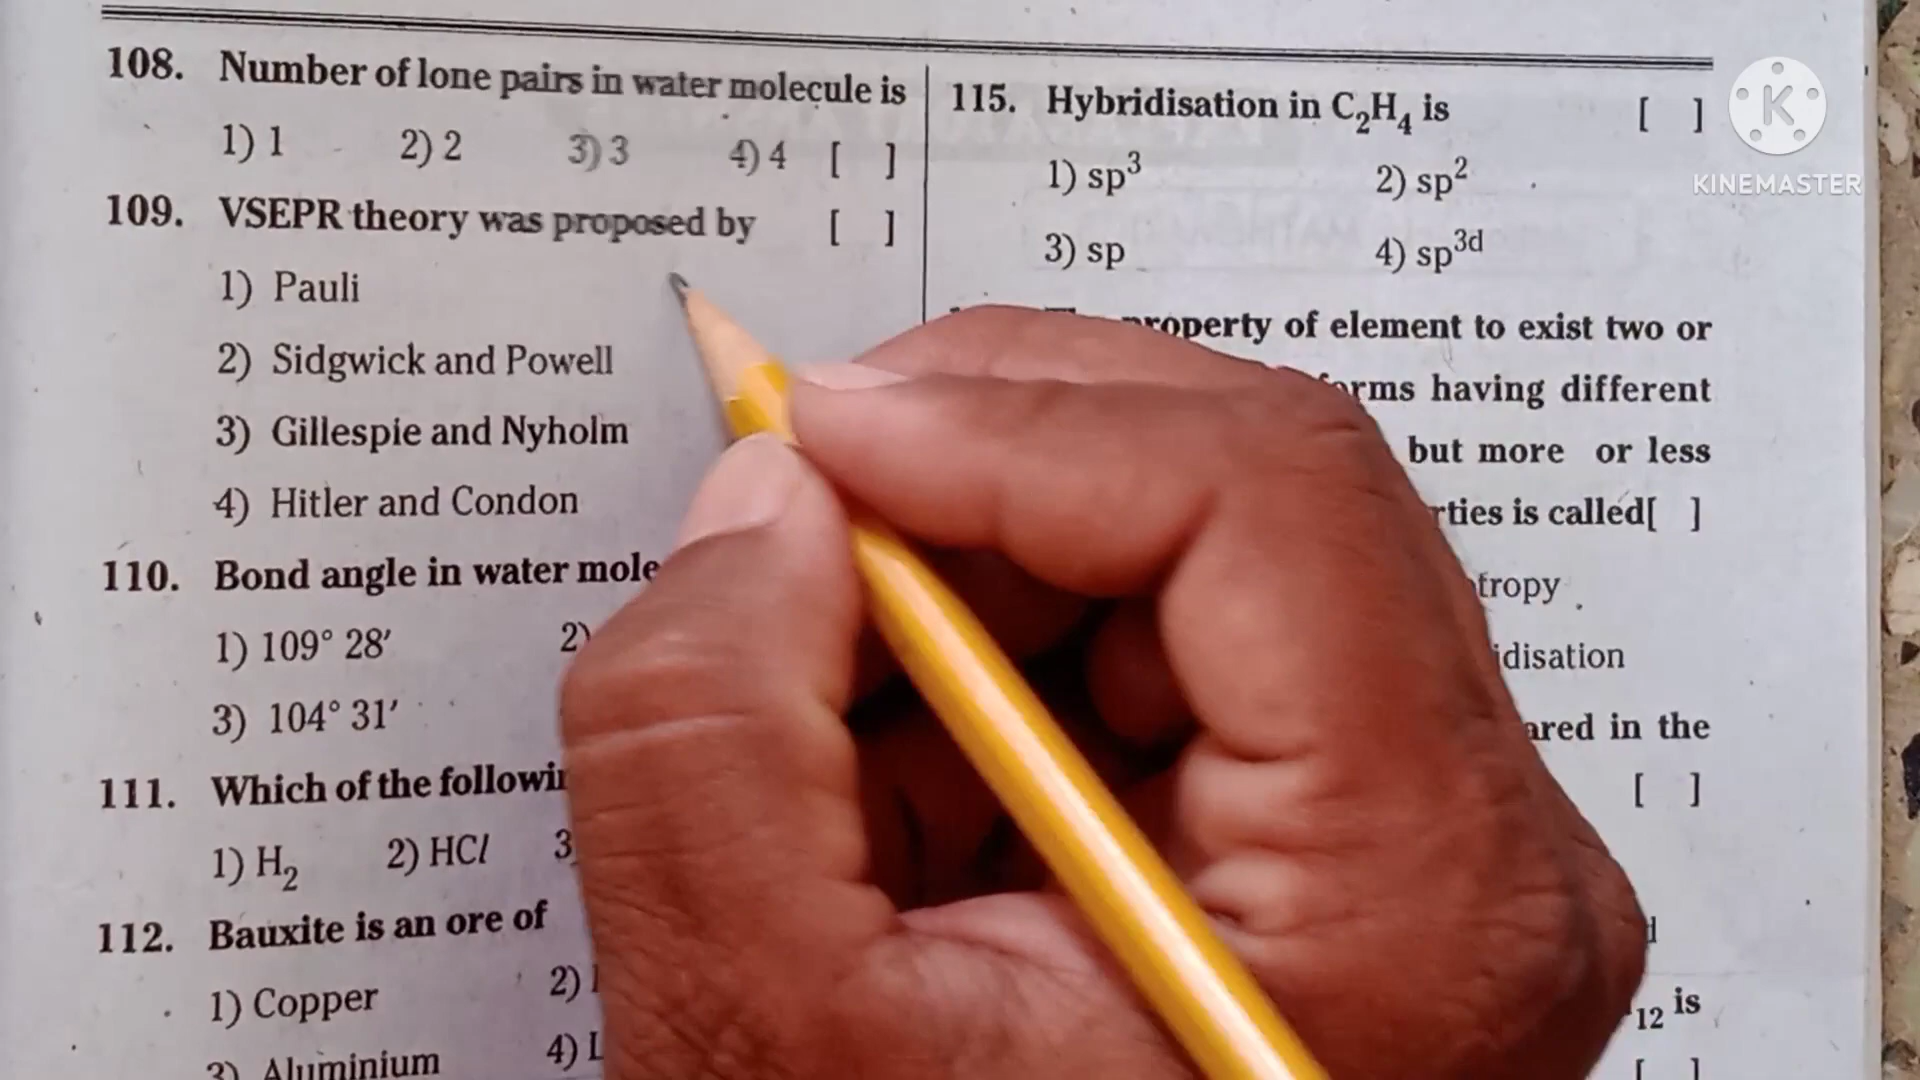 108. Number of lone pairs in water molecule is
1) 1 2) 2 3) 3 4) 4 [ ]
109. VSEPR theory was proposed by [ ]
1) Pauli
2) Sidgwick and Powell
3) Gillespie and Nyholm
4) Hitler and Condon
110. Bond angle in water mole
1) 109° 28′ 2)
3) 104° 31′
111. Which of the followin
1) H₂ 2) HCl 3
112. Bauxite is an ore of
1) Copper 2)
3) Aluminium 4) L
115. Hybridisation in C₂H₄ is [ ]
1) sp³ 2) sp²
3) sp 4) sp³ᵈ
property of element to exist two or
forms having different
but more or less
rties is called[ ]
tropy
idisation
ared in the
[ ]
12 is
[ ]
K
KINEMASTER